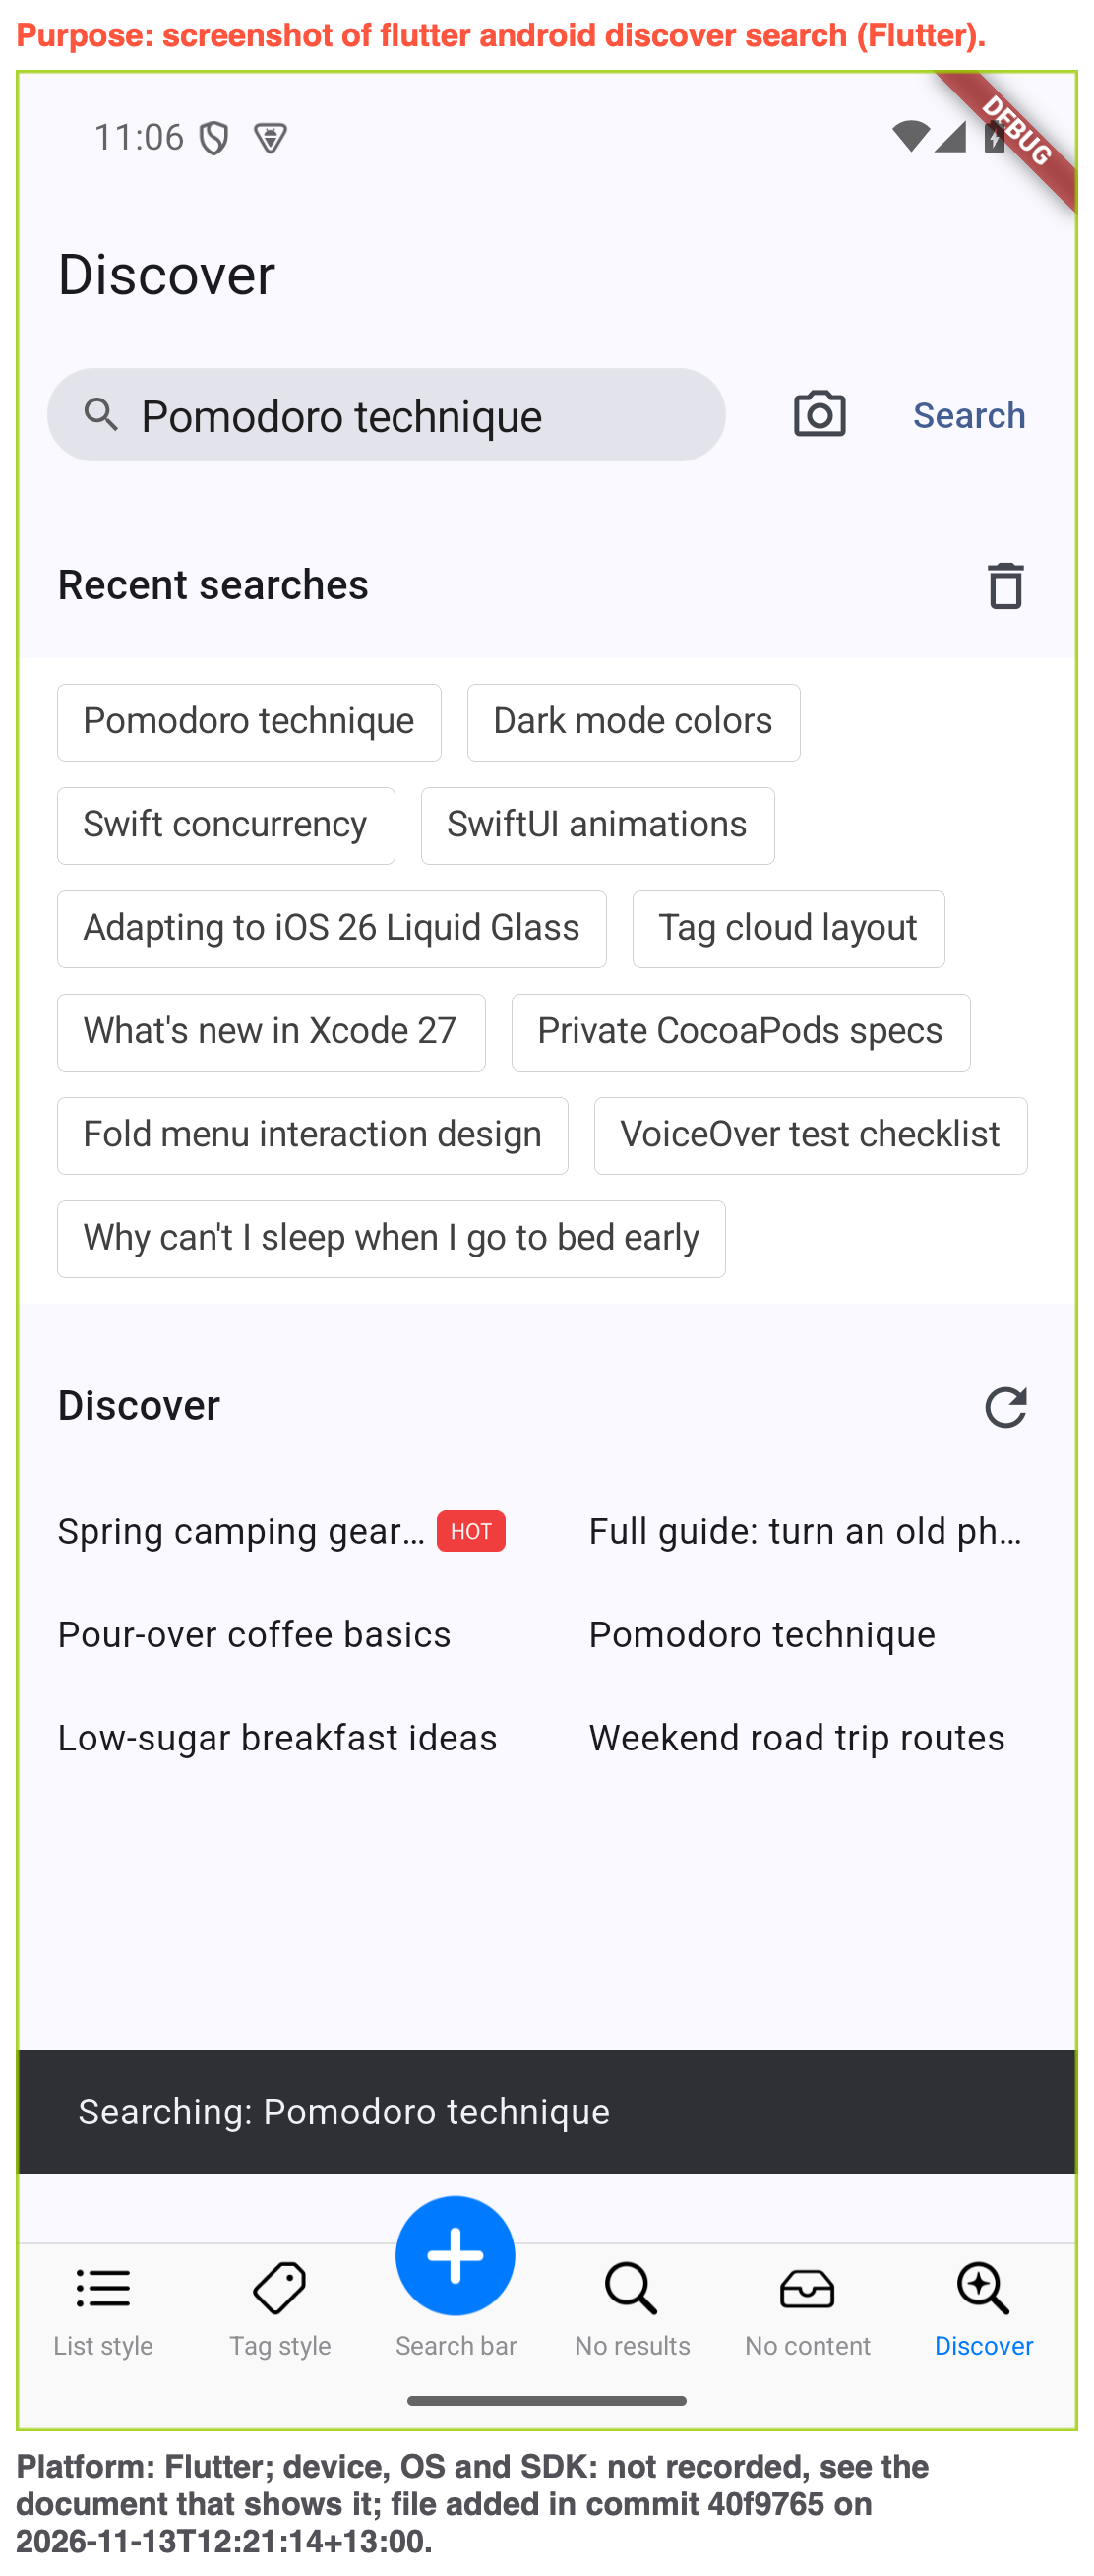 Purpose: screenshot of flutter android discover search (Flutter).
11:06
DEBUG
Discover
Pomodoro technique
Search
Recent searches
Pomodoro technique
Dark mode colors
Swift concurrency
SwiftUI animations
Adapting to iOS 26 Liquid Glass
Tag cloud layout
What's new in Xcode 27
Private CocoaPods specs
Fold menu interaction design
VoiceOver test checklist
Why can't I sleep when I go to bed early
Discover
Spring camping gear... HOT
Full guide: turn an old ph...
Pour-over coffee basics
Pomodoro technique
Low-sugar breakfast ideas
Weekend road trip routes
Searching: Pomodoro technique
List style
Tag style
Search bar
No results
No content
Discover
Platform: Flutter; device, OS and SDK: not recorded, see the
document that shows it; file added in commit 40f9765 on
2026-11-13T12:21:14+13:00.